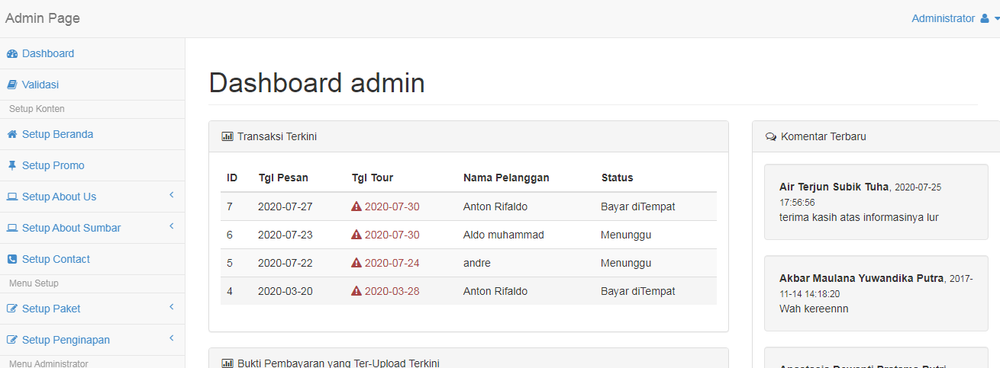 Admin Page
Administrator
Dashboard
Validasi
Setup Konten
Setup Beranda
Setup Promo
Setup About Us
Setup About Sumbar
Setup Contact
Menu Setup
Setup Paket
Setup Penginapan
Menu Administrator
Dashboard admin
Transaksi Terkini
ID Tgl Pesan Tgl Tour Nama Pelanggan Status
7 2020-07-27 2020-07-30 Anton Rifaldo Bayar diTempat
6 2020-07-23 2020-07-30 Aldo muhammad Menunggu
5 2020-07-22 2020-07-24 andre Menunggu
4 2020-03-20 2020-03-28 Anton Rifaldo Bayar diTempat
Bukti Pembayaran yang Ter-Upload Terkini
Komentar Terbaru
Air Terjun Subik Tuha, 2020-07-25
17:56:56
terima kasih atas informasinya lur
Akbar Maulana Yuwandika Putra, 2017-
11-14 14:18:20
Wah kereennn